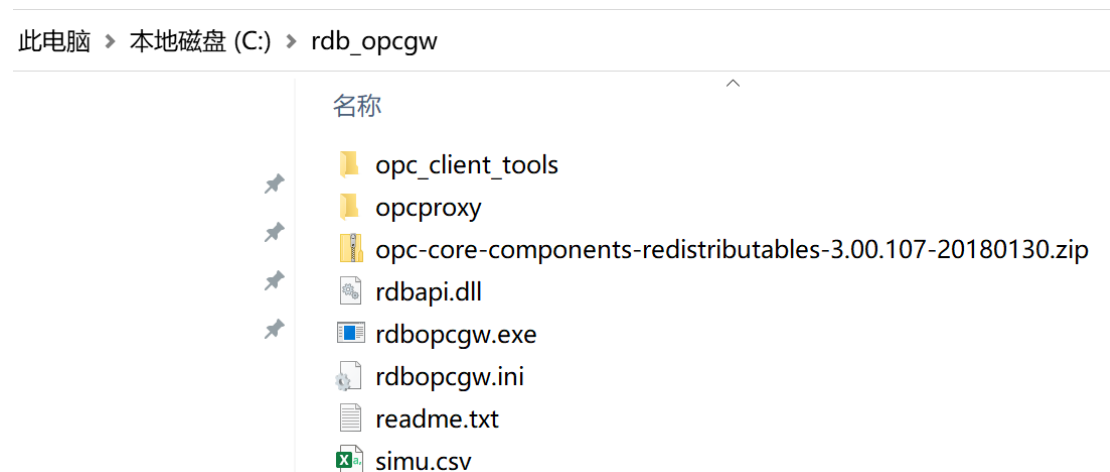 此电脑 > 本地磁盘 (C:) > rdb_opcgw
名称
opc_client_tools
opcproxy
opc-core-components-redistributables-3.00.107-20180130.zip
rdbapi.dll
rdbopcgw.exe
rdbopcgw.ini
readme.txt
simu.csv